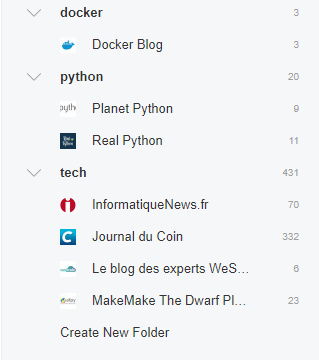 docker 3
Docker Blog 3
python 20
Planet Python 9
Real Python 11
tech 431
InformatiqueNews.fr 70
Journal du Coin 332
Le blog des experts WeS... 6
MakeMake The Dwarf Pl... 23
Create New Folder